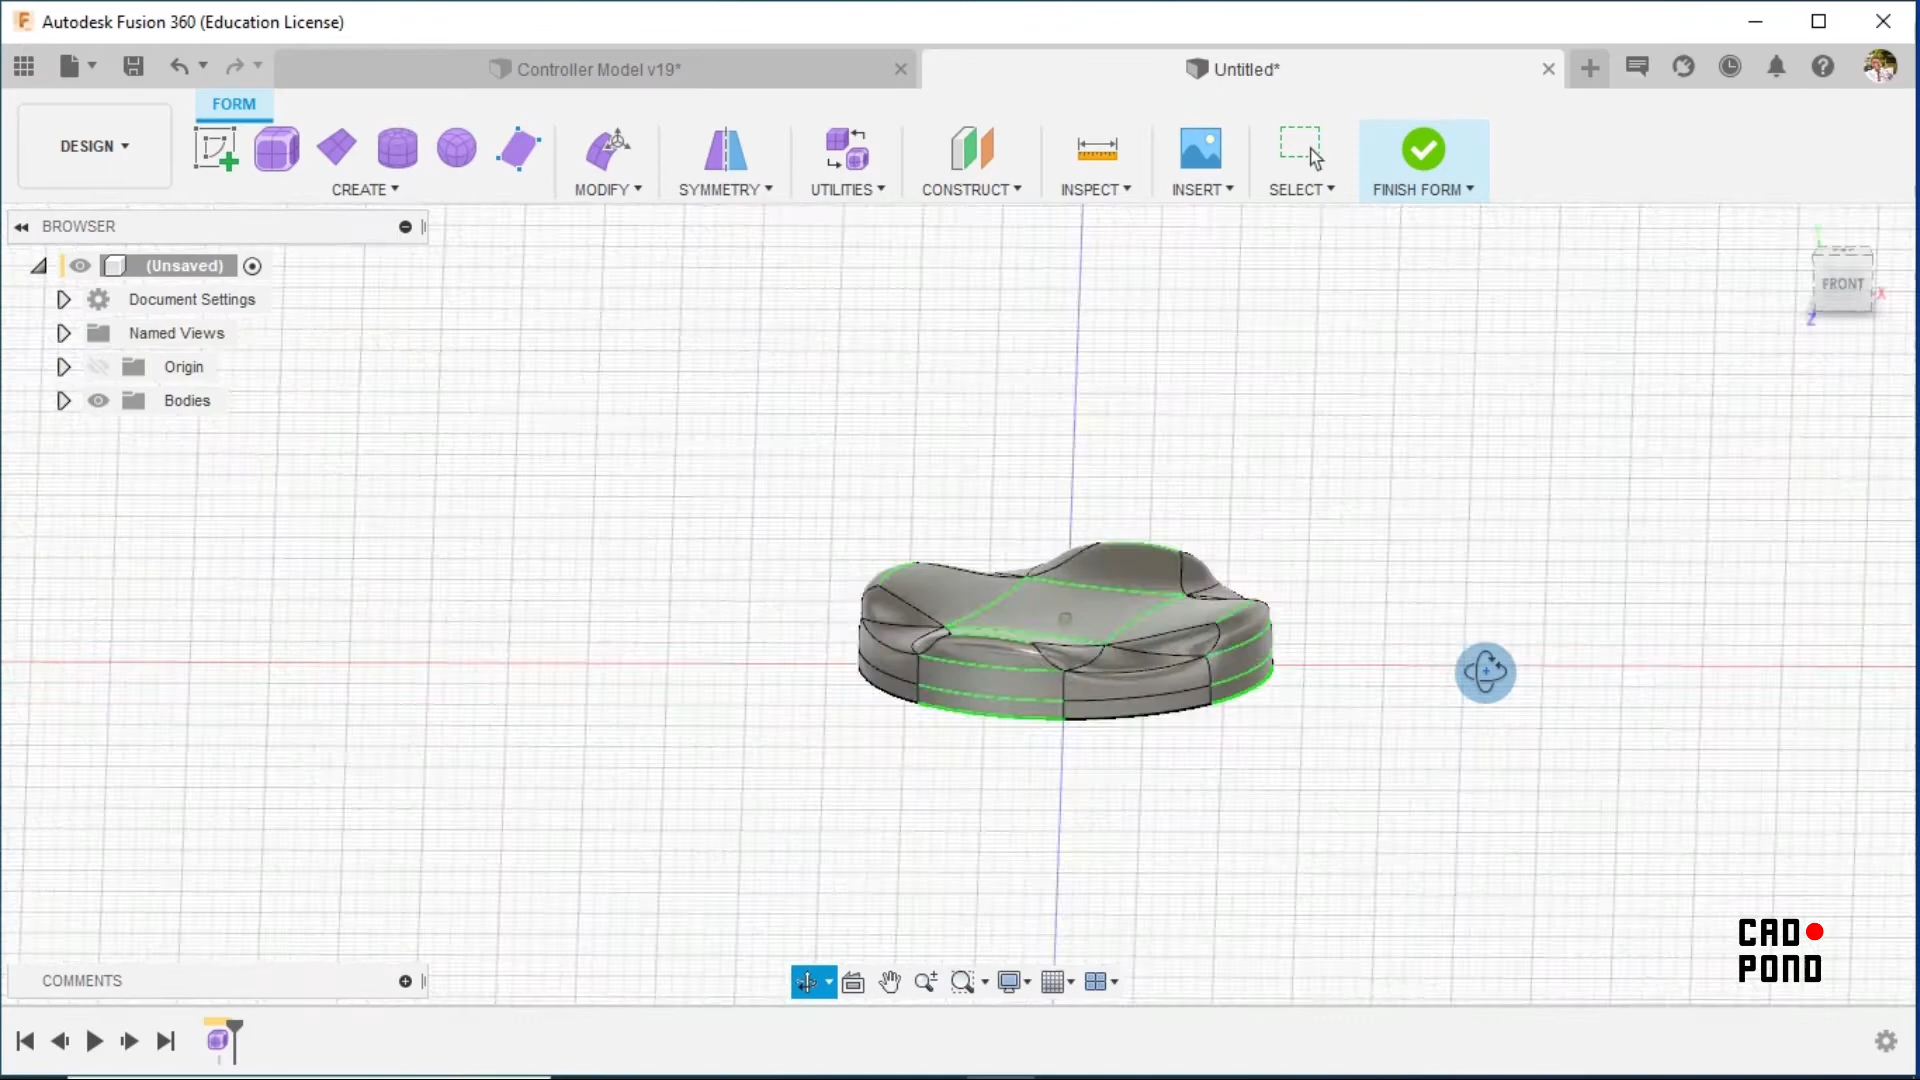 Autodesk Fusion 360 (Education License)
Controller Model v19*
Untitled*
FORM
DESIGN
CREATE
MODIFY
SYMMETRY
UTILITIES
CONSTRUCT
INSPECT
INSERT
SELECT
FINISH FORM
BROWSER
(Unsaved)
Document Settings
Named Views
Origin
Bodies
FRONT
X
Z
CAD
POND
COMMENTS